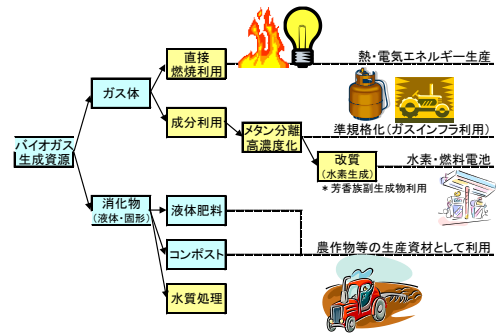 直接
燃焼利用
熱・電気エネルギー生産
ガス体
成分利用
メタン分離
高濃度化
準規格化(ガスインフラ利用)
バイオガス
生成資源
改質
(水素生成)
水素・燃料電池
*芳香族副生成物利用
消化物
(液体・固形)
液体肥料
コンポスト
農作物等の生産資材として利用
水質処理